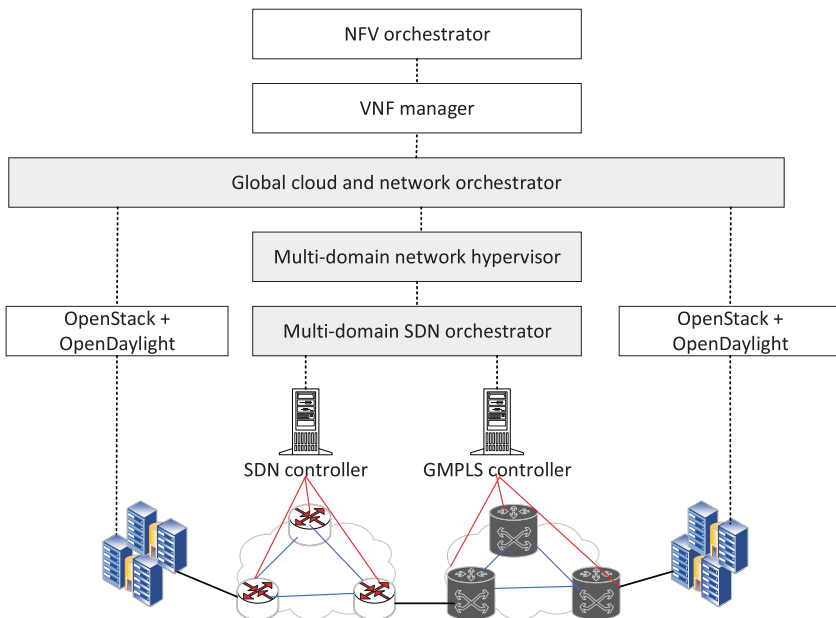 NFV orchestrator
VNF manager
Global cloud and network orchestrator
Multi-domain network hypervisor
OpenStack +
OpenDaylight
Multi-domain SDN orchestrator
OpenStack +
OpenDaylight
SDN controller
GMPLS controller